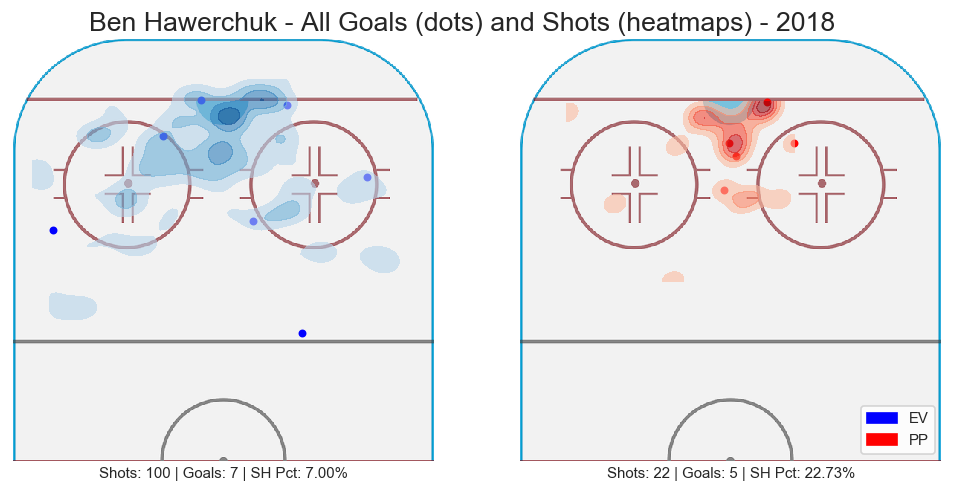 Ben Hawerchuk - All Goals (dots) and Shots (heatmaps) - 2018
EV
PP
Shots: 100 | Goals: 7 | SH Pct: 7.00%
Shots: 22 | Goals: 5 | SH Pct: 22.73%